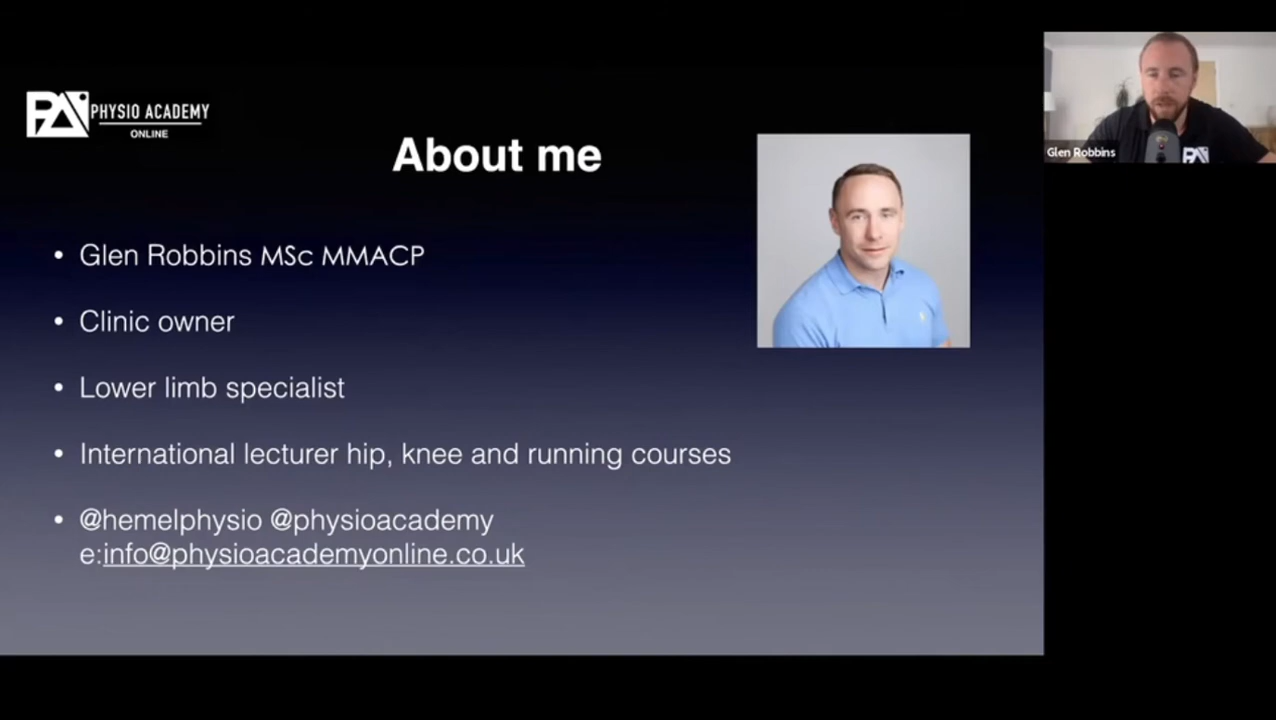 PHYSIO ACADEMY
ONLINE
About me
• Glen Robbins MSc MMACP
• Clinic owner
• Lower limb specialist
• International lecturer hip, knee and running courses
• @hemelphysio @physioacademy
e:info@physioacademyonline.co.uk
Glen Robbins